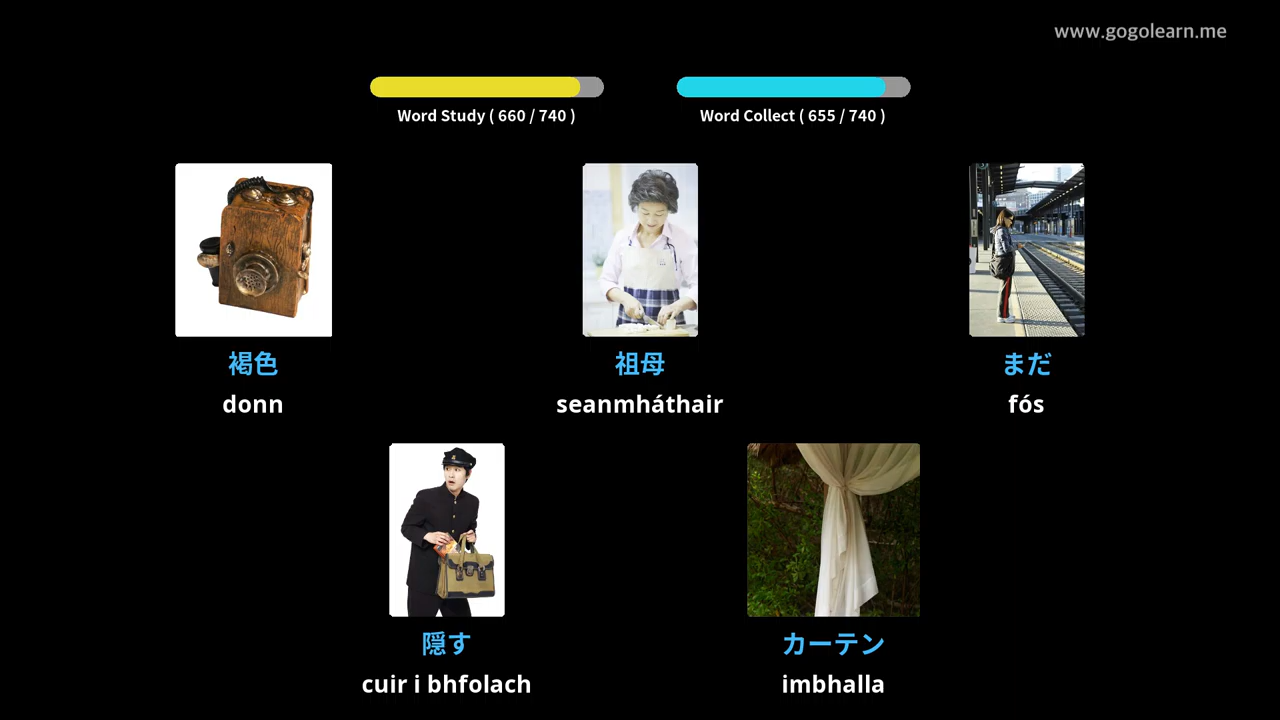 www.gogolearn.me
Word Study ( 660 / 740 )
Word Collect ( 655 / 740 )
褐色
donn
祖母
seanmháthair
まだ
fós
隠す
cuir i bhfolach
カーテン
imbhalla